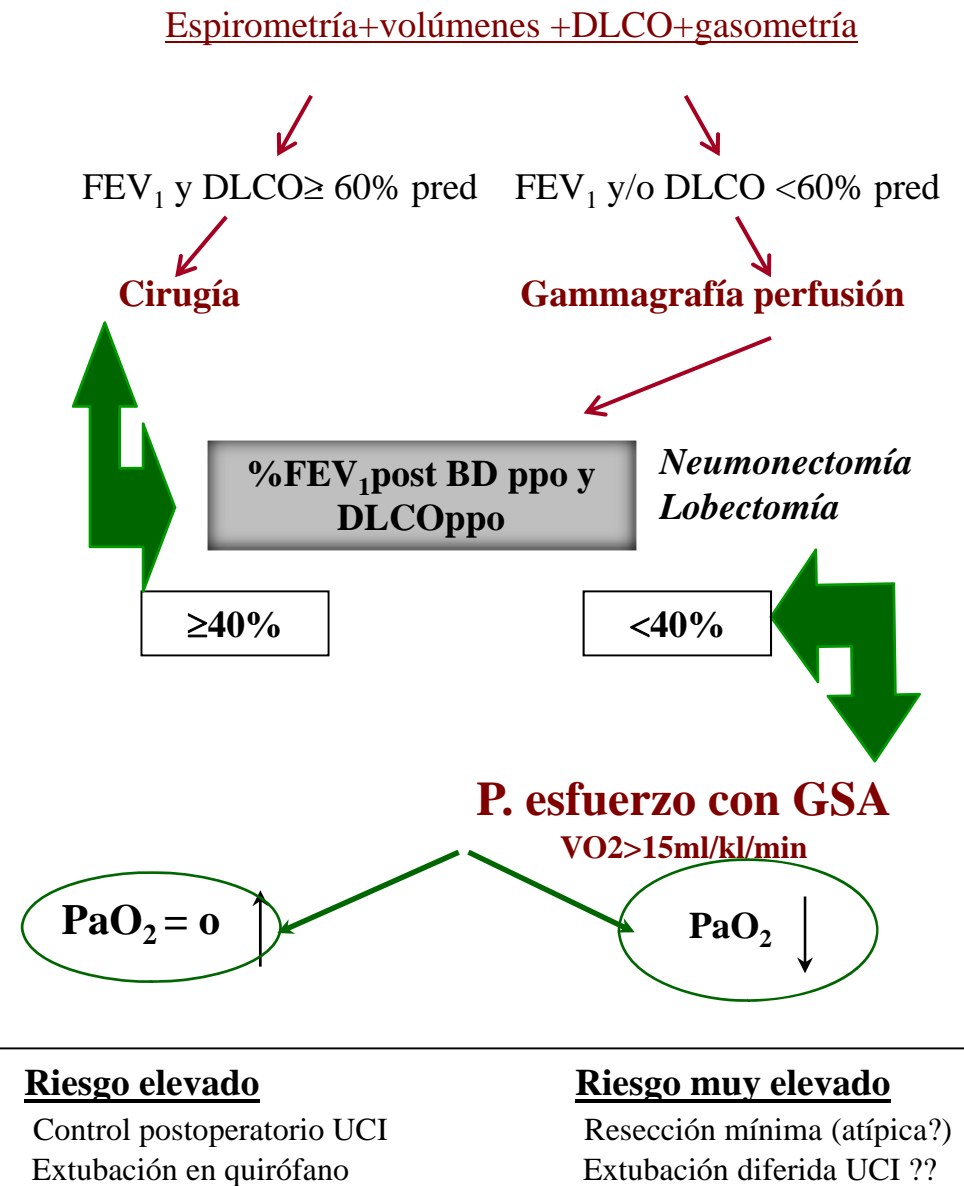 Espirometría+volúmenes +DLCO+gasometría
FEV₁ y DLCO≥ 60% pred
FEV₁ y/o DLCO <60% pred
Cirugía
Gammagrafía perfusión
%FEV₁post BD ppo y
DLCOppo
Neumonectomía
Lobectomía
≥40%
<40%
P. esfuerzo con GSA
VO2>15ml/kl/min
PaO₂ = o
PaO₂
Riesgo elevado
Control postoperatorio UCI
Extubación en quirófano
Riesgo muy elevado
Resección mínima (atípica?)
Extubación diferida UCI ??